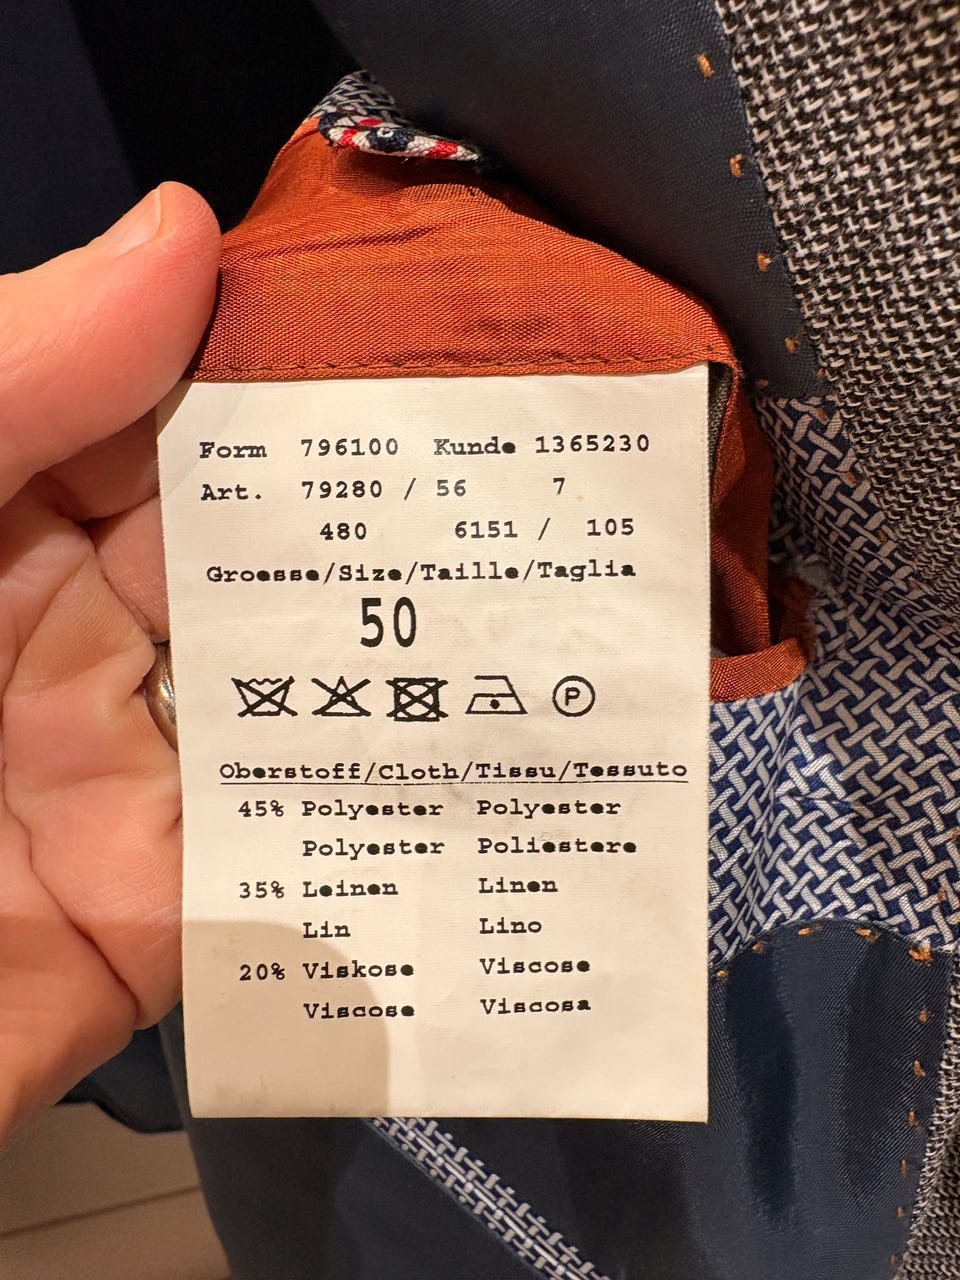 Form 796100 Kunde 1365230
Art. 79280 / 56 7
480 6151 / 105
Groesse/Size/Taille/Taglia
50
P
Oberstoff/Cloth/Tissu/Tessuto
45% Polyester Polyester
Polyester Poliestere
35% Leinen Linen
Lin Lino
20% Viskose Viscose
Viscose Viscosa